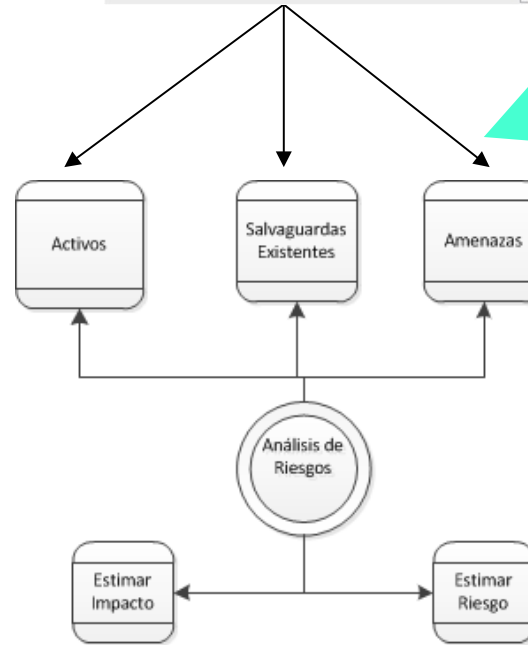 Activos
Salvaguardas
Existentes
Amenazas
Análisis de
Riesgos
Estimar
Impacto
Estimar
Riesgo